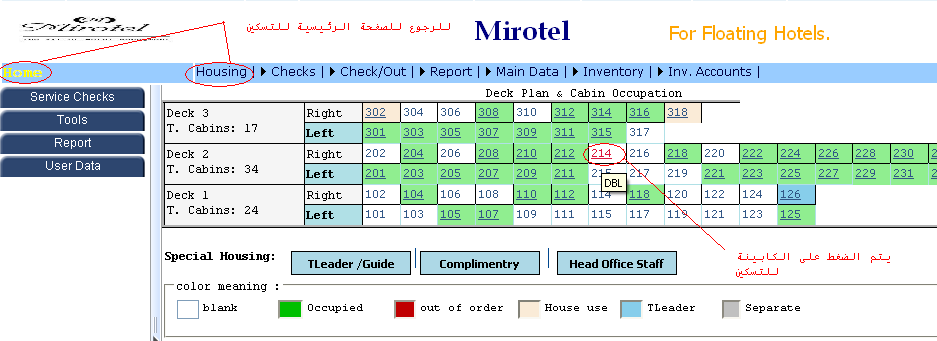 Mirotel
للرجوع للصفحة الرئيسية للتسكين
Mirotel
For Floating Hotels.
Home
Housing | Checks | Check/Out | Report | Main Data | Inventory | Inv. Accounts |
Service Checks
Tools
Report
User Data
Deck Plan & Cabin Occupation
Deck 3
T. Cabins: 17
Right 302 304 306 308 310 312 314 316 318
Left 301 303 305 307 309 311 315 317
Deck 2
T. Cabins: 34
Right 202 204 206 208 210 212 214 216 218 220 222 224 226 228 230
Left 201 203 205 207 209 211 217 219 221 223 225 227 229 231
DBL
Deck 1
T. Cabins: 24
Right 102 104 106 108 110 112 114 118 120 122 124 126
Left 101 103 105 107 109 111 115 117 119 121 123 125
يتم الضغط على الكابينة
للتسكين
Special Housing: TLeader /Guide Complimentry Head Office Staff
color meaning :
blank Occupied out of order House use TLeader Separate